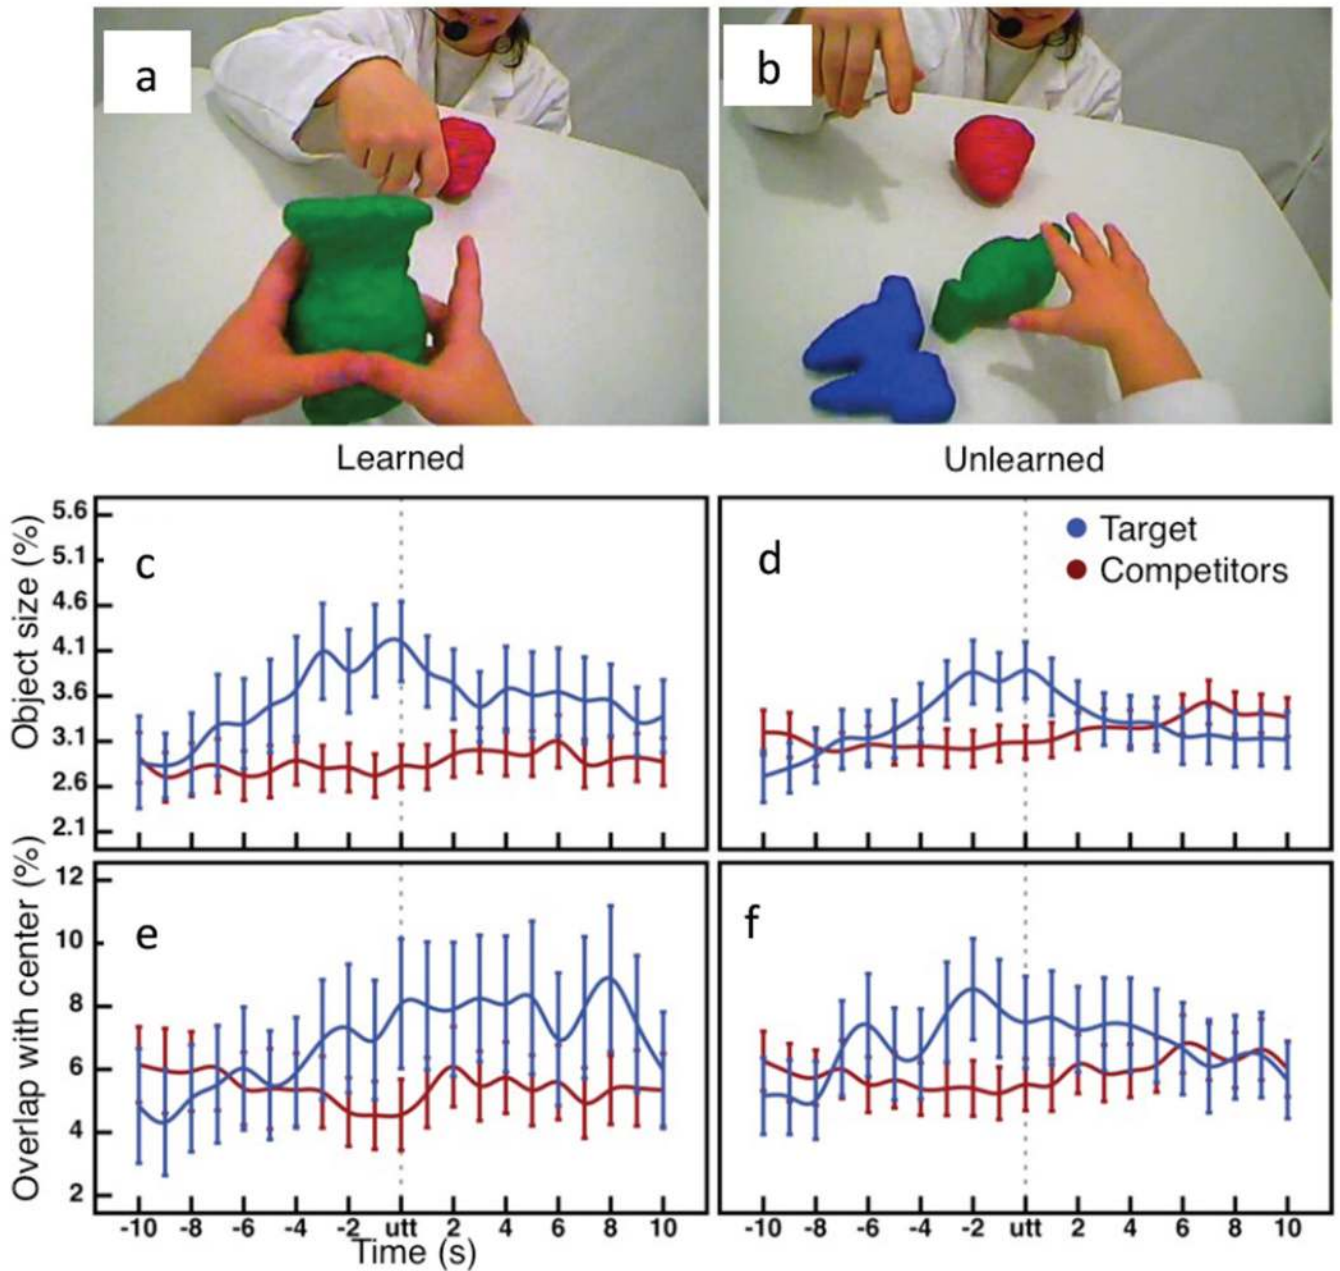 a
b
Learned
Unlearned
Object size (%)
5.6
5.1
4.6
4.1
3.6
3.1
2.6
2.1
c
d
Target
Competitors
Overlap with center (%)
12
10
8
6
4
2
e
f
-10 -8 -6 -4 -2 utt 2 4 6 8 10
-10 -8 -6 -4 -2 utt 2 4 6 8 10
Time (s)